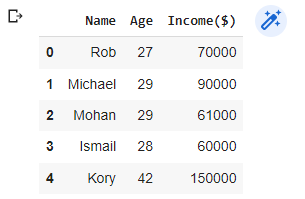 Name Age Income($)
0 Rob 27 70000
1 Michael 29 90000
2 Mohan 29 61000
3 Ismail 28 60000
4 Kory 42 150000